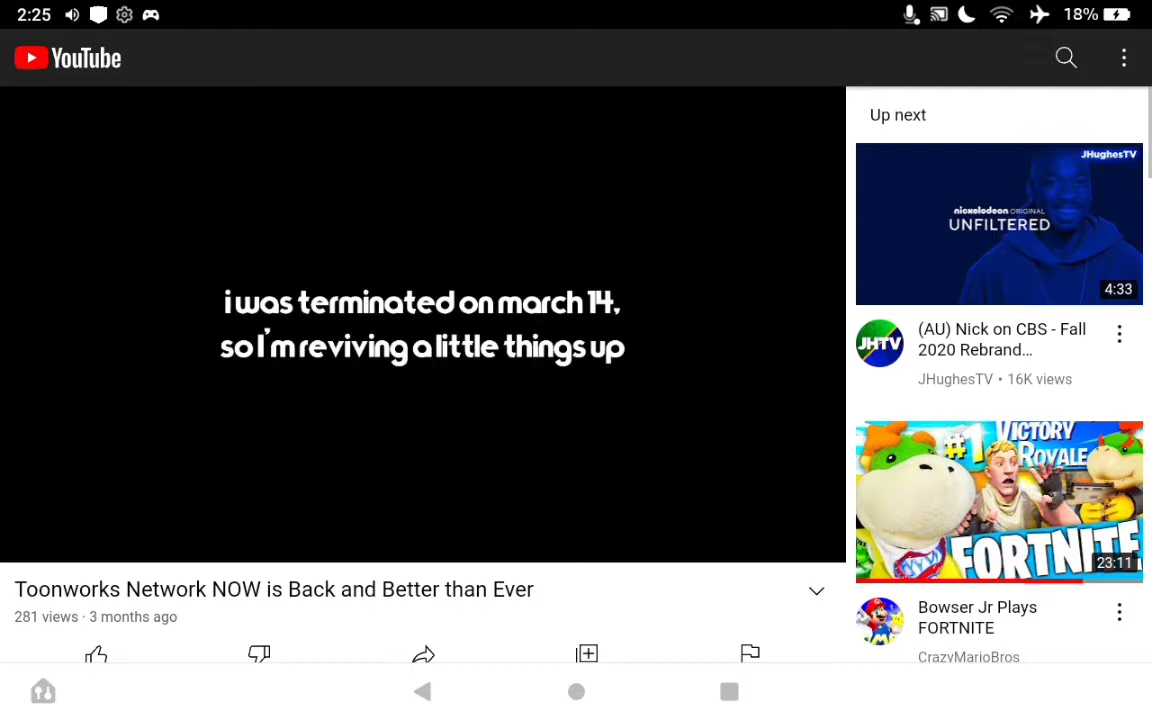 2:25
18%
YouTube
i was terminated on march 14,
so I'm reviving a little things up
Toonworks Network NOW is Back and Better than Ever
281 views · 3 months ago
Up next
JHughesTV
nickelodeon ORIGINAL
UNFILTERED
4:33
JHTV
(AU) Nick on CBS - Fall
2020 Rebrand...
JHughesTV • 16K views
#1 VICTORY
ROYALE
FORTNITE
23:11
Bowser Jr Plays
FORTNITE
CrazyMarioBros